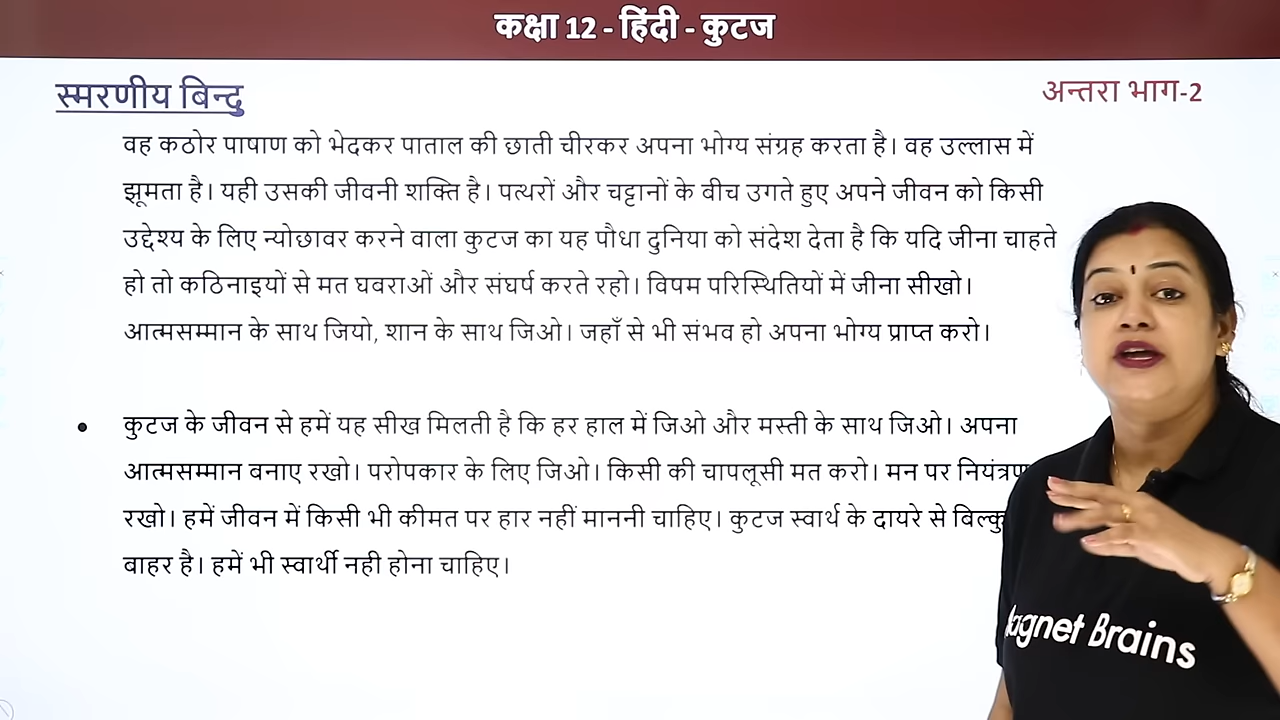 कक्षा 12 - हिंदी - कुटज
स्मरणीय बिन्दु
अन्तरा भाग-2
वह कठोर पाषाण को भेदकर पाताल की छाती चीरकर अपना भोग्य संग्रह करता है। वह उल्लास में
झूमता है। यही उसकी जीवनी शक्ति है। पत्थरों और चट्टानों के बीच उगते हुए अपने जीवन को किसी
उद्देश्य के लिए न्योछावर करने वाला कुटज का यह पौधा दुनिया को संदेश देता है कि यदि जीना चाहते
हो तो कठिनाइयों से मत घबराओं और संघर्ष करते रहो। विषम परिस्थितियों में जीना सीखो।
आत्मसम्मान के साथ जियो, शान के साथ जिओ। जहाँ से भी संभव हो अपना भोग्य प्राप्त करो।
• कुटज के जीवन से हमें यह सीख मिलती है कि हर हाल में जिओ और मस्ती के साथ जिओ। अपना
आत्मसम्मान बनाए रखो। परोपकार के लिए जिओ। किसी की चापलूसी मत करो। मन पर
रखो। हमें जीवन में किसी भी कीमत पर हार नहीं माननी चाहिए। कुटज स्वार्थ के दायरे से
बाहर है। हमें भी स्वार्थी नही होना चाहिए।
agnet Brains